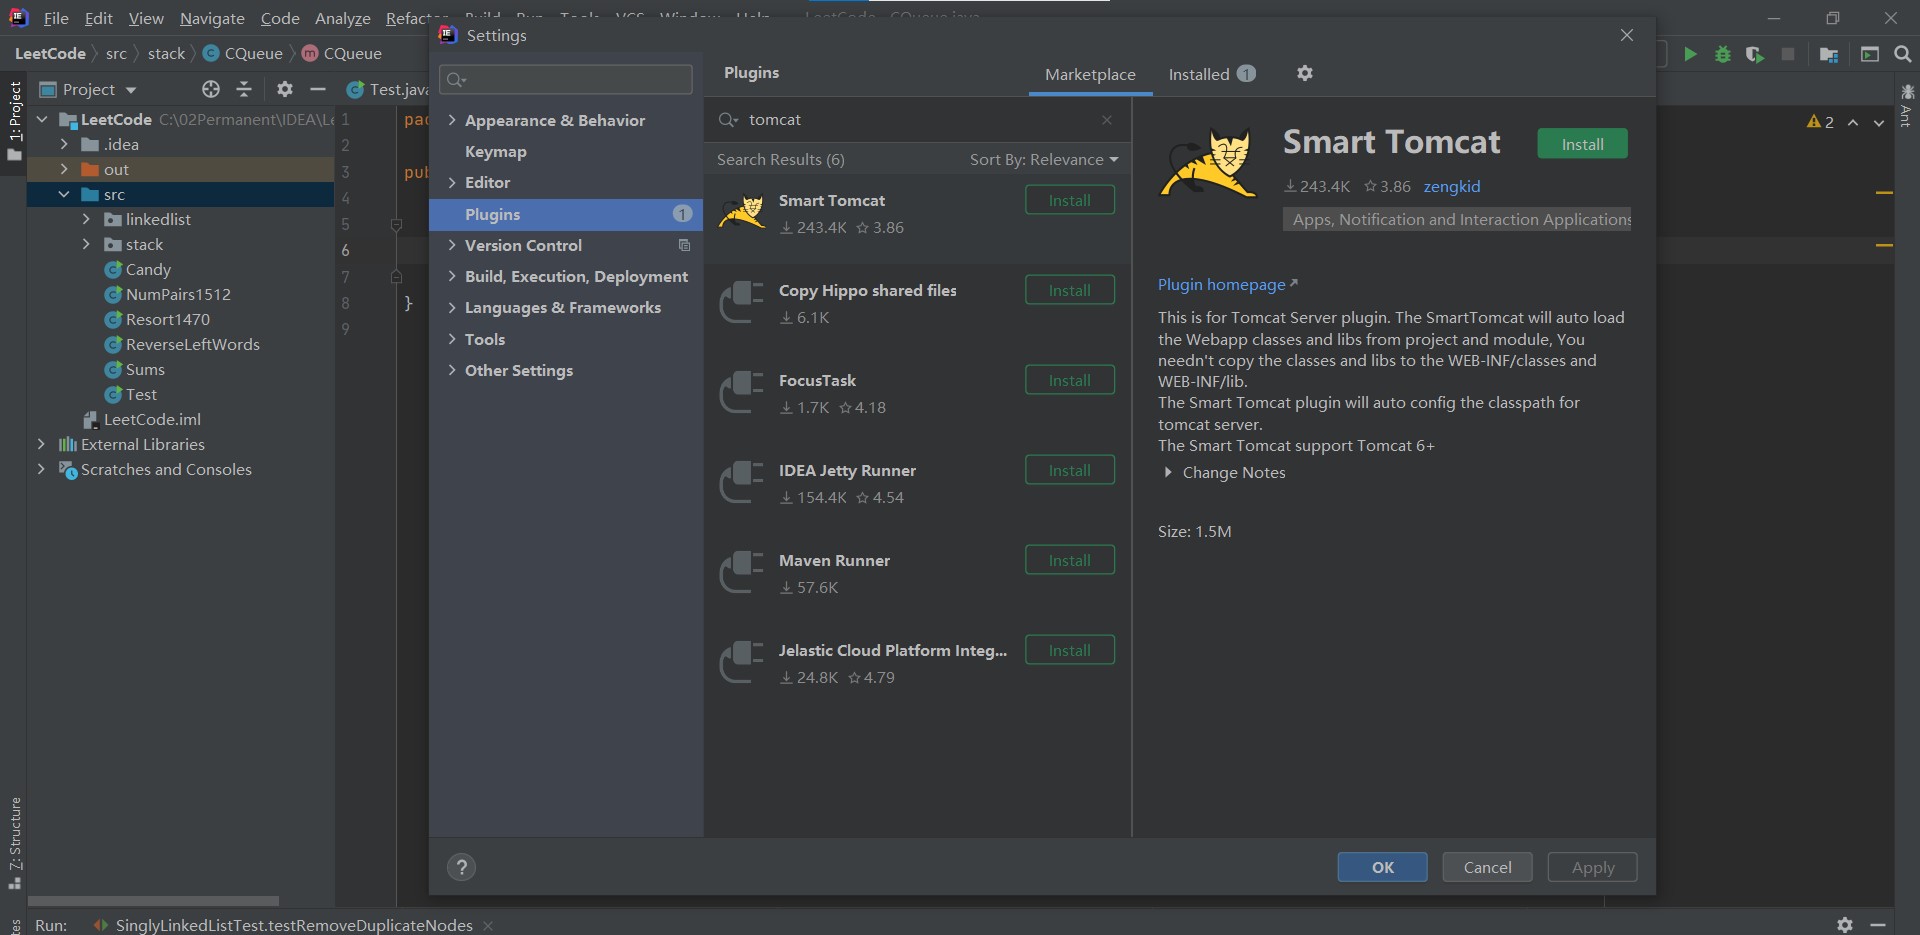 File Edit View Navigate Code Analyze Refactor Build Run Tools VCS Window Help LeetCode - CQueue.java
LeetCode src stack CQueue CQueue
1: Project
Z: Structure
Project
LeetCode C:\02Permanent\IDEA\Le
.idea
out
src
linkedlist
stack
Candy
NumPairs1512
Resort1470
ReverseLeftWords
Sums
Test
LeetCode.iml
External Libraries
Scratches and Consoles
Test.java
1 pac
2
3 pub
4
5
6
7
8 }
9
Settings
Appearance & Behavior
Keymap
Editor
Plugins 1
Version Control
Build, Execution, Deployment
Languages & Frameworks
Tools
Other Settings
Plugins Marketplace Installed 1
tomcat
Search Results (6) Sort By: Relevance
Smart Tomcat Install
243.4K 3.86
Copy Hippo shared files Install
6.1K
FocusTask Install
1.7K 4.18
IDEA Jetty Runner Install
154.4K 4.54
Maven Runner Install
57.6K
Jelastic Cloud Platform Integ... Install
24.8K 4.79
Smart Tomcat Install
243.4K 3.86 zengkid
Apps, Notification and Interaction Applications
Plugin homepage
This is for Tomcat Server plugin. The SmartTomcat will auto load
the Webapp classes and libs from project and module, You
needn't copy the classes and libs to the WEB-INF/classes and
WEB-INF/lib.
The Smart Tomcat plugin will auto config the classpath for
tomcat server.
The Smart Tomcat support Tomcat 6+
Change Notes
Size: 1.5M
? OK Cancel Apply
2
Ant
Run: SinglyLinkedListTest.testRemoveDuplicateNodes